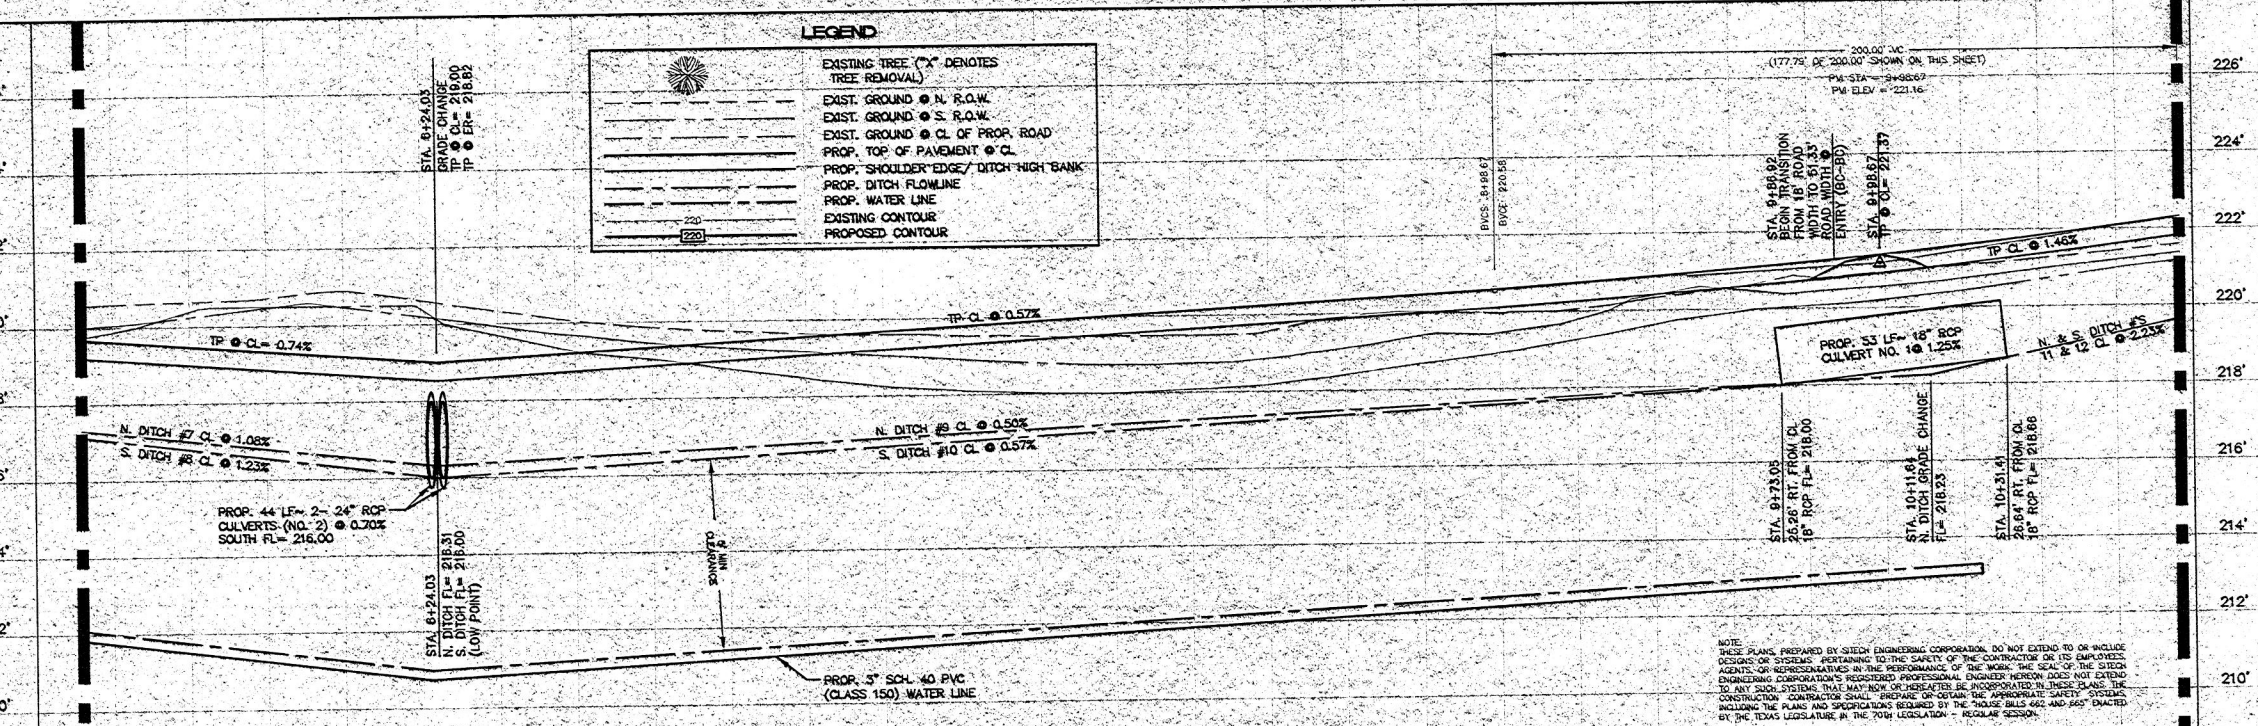 LEGEND
EXISTING TREE ("X" DENOTES
TREE REMOVAL)
EXIST. GROUND @ N. R.O.W.
EXIST. GROUND @ S. R.O.W.
EXIST. GROUND @ CL OF PROP. ROAD
PROP. TOP OF PAVEMENT @ CL
PROP. SHOULDER EDGE/ DITCH HIGH BANK
PROP. DITCH FLOWLINE
PROP. WATER LINE
220 EXISTING CONTOUR
220 PROPOSED CONTOUR
STA. 6+24.03
GRADE CHANGE
TP @ CL= 219.00
TP @ ER= 218.82
200.00' VC
(177.79' OF 200.00' SHOWN ON THIS SHEET)
PVI STA = 9+98.67
PVI ELEV = 221.16
BVCS: 8+98.67
BVCE: 220.58
STA. 9+86.92
BEGIN TRANSITION
FROM 18' ROAD
WIDTH TO 51.33'
ROAD WIDTH @
ENTRY (BC-BC)
STA. 9+98.67
TP @ CL= 221.37
226'
224'
222'
220'
218'
216'
214'
212'
210'
TP @ CL= 0.74%
TP CL @ 0.57%
TP CL @ 1.46%
PROP. 53 LF~ 18" RCP
CULVERT NO. 1@ 1.25%
N. & S. DITCH #'S
11 & 12 CL @ 2.23%
N. DITCH #7 CL @ 1.08%
S. DITCH #8 CL @ 1.23%
N. DITCH #9 CL @ 0.50%
S. DITCH #10 CL @ 0.57%
PROP. 44 LF~ 2- 24" RCP
CULVERTS (NO. 2) @ 0.70%
SOUTH FL= 216.00
STA. 6+24.03
N. DITCH FL= 216.31
S. DITCH FL= 216.00
(LOW POINT)
5' MIN
CLEARANCE
STA. 9+73.05
26.26' RT. FROM CL
18" RCP FL= 218.00
STA. 10+11.64
N. DITCH GRADE CHANGE
FL= 218.23
STA. 10+31.41
26.64' RT. FROM CL
18" RCP FL= 218.66
PROP. 3" SCH. 40 PVC
(CLASS 150) WATER LINE
NOTE:
THESE PLANS, PREPARED BY SITECH ENGINEERING CORPORATION, DO NOT EXTEND TO OR INCLUDE
DESIGNS OR SYSTEMS PERTAINING TO THE SAFETY OF THE CONTRACTOR OR ITS EMPLOYEES,
AGENTS, OR REPRESENTATIVES IN THE PERFORMANCE OF THE WORK. THE SEAL OF THE SITECH
ENGINEERING CORPORATION'S REGISTERED PROFESSIONAL ENGINEER HEREON DOES NOT EXTEND
TO ANY SUCH SYSTEMS THAT MAY NOW OR HEREAFTER BE INCORPORATED IN THESE PLANS. THE
CONSTRUCTION CONTRACTOR SHALL PREPARE OR OBTAIN THE APPROPRIATE SAFETY SYSTEMS,
INCLUDING THE PLANS AND SPECIFICATIONS REQUIRED BY THE "HOUSE BILLS 662 AND 665" ENACTED
BY THE TEXAS LEGISLATURE IN THE 70TH LEGISLATION - REGULAR SESSION.